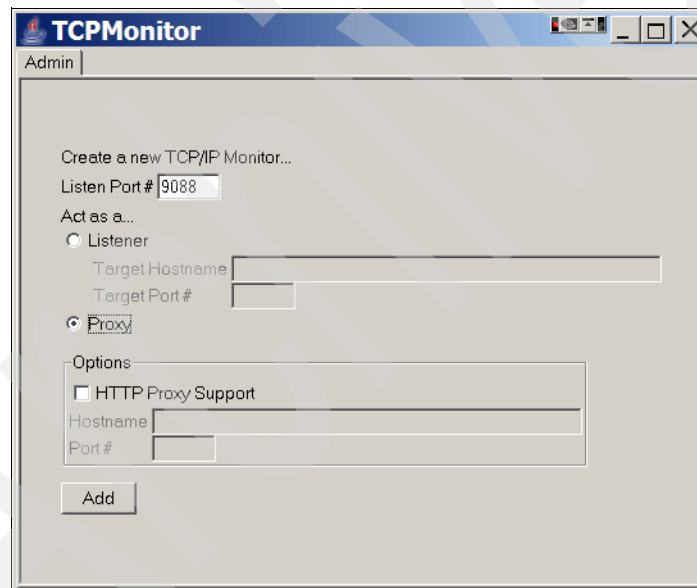 TCPMonitor
Admin
Create a new TCP/IP Monitor...
Listen Port # 9088
Act as a...
Listener
Target Hostname
Target Port #
Proxy
Options
HTTP Proxy Support
Hostname
Port #
Add